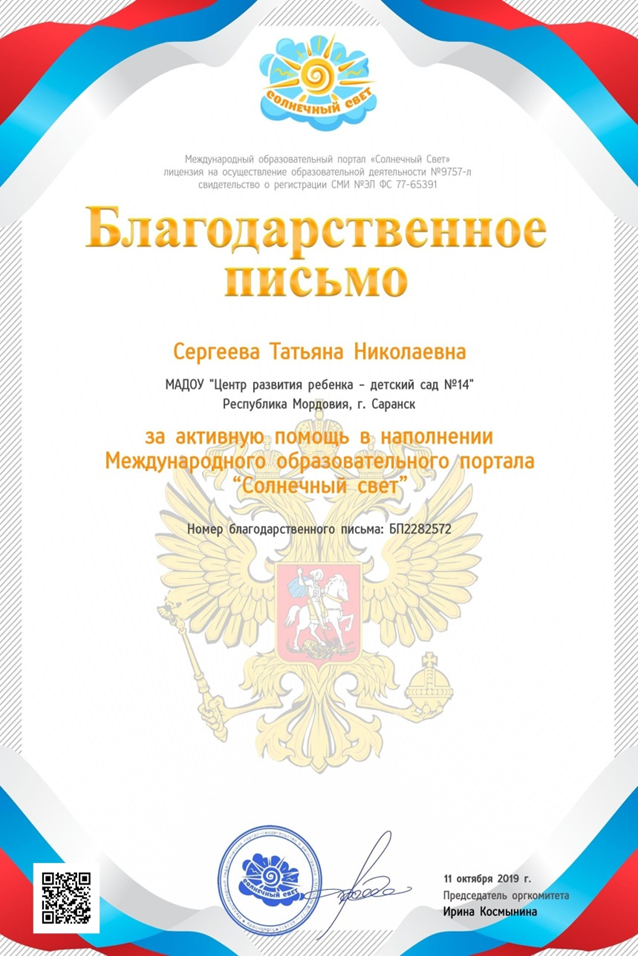 СОЛНЕЧНЫЙ СВЕТ
Международный образовательный портал «Солнечный Свет»
лицензия на осуществление образовательной деятельности №9757-л
свидетельство о регистрации СМИ №ЭЛ ФС 77-65391
Благодарственное
письмо
Сергеева Татьяна Николаевна
МАДОУ "Центр развития ребенка - детский сад №14"
Республика Мордовия, г. Саранск
за активную помощь в наполнении
Международного образовательного портала
“Солнечный свет”
Номер благодарственного письма: БП2282572
СОЛНЕЧНЫЙ СВЕТ
11 октября 2019 г.
Председатель оргкомитета
Ирина Космынина